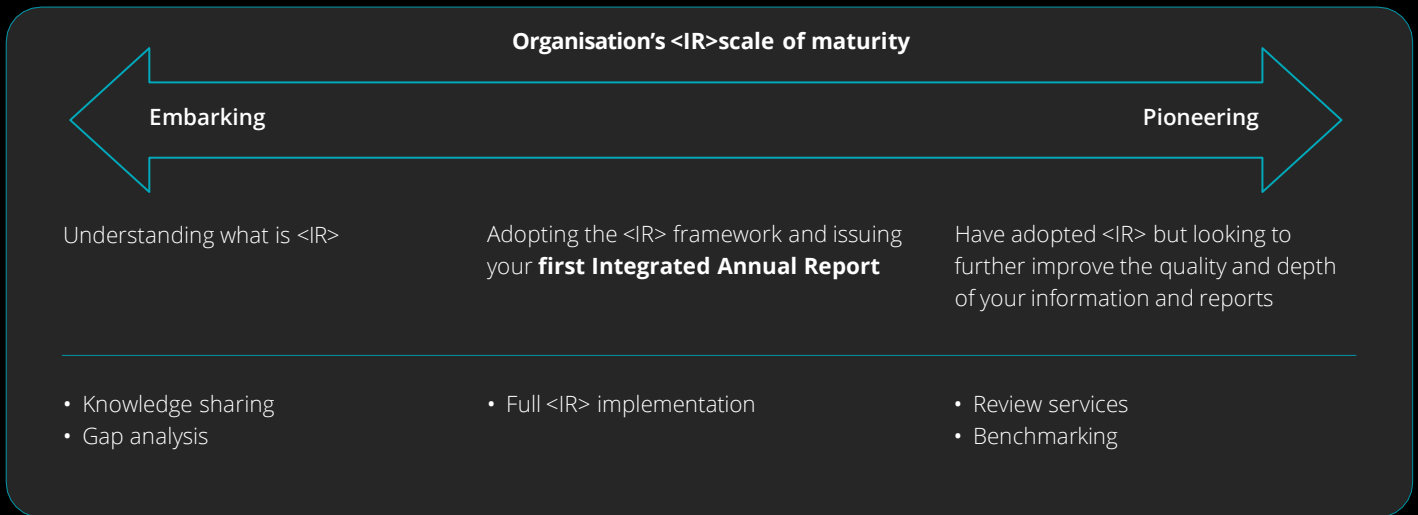 Organisation’s <IR>scale of maturity
Embarking
Pioneering
Understanding what is <IR>
Adopting the <IR> framework and issuing
your first Integrated Annual Report
Have adopted <IR> but looking to
further improve the quality and depth
of your information and reports
• Knowledge sharing
• Gap analysis
• Full <IR> implementation
• Review services
• Benchmarking